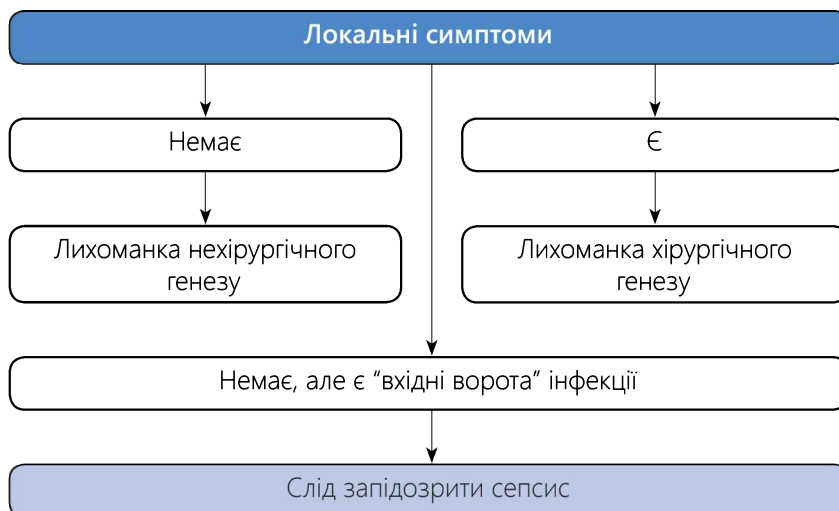 Локальні симптоми
Немає
Є
Лихоманка нехірургічного
генезу
Лихоманка хірургічного
генезу
Немає, але є “вхідні ворота” інфекції
Слід запідозрити сепсис